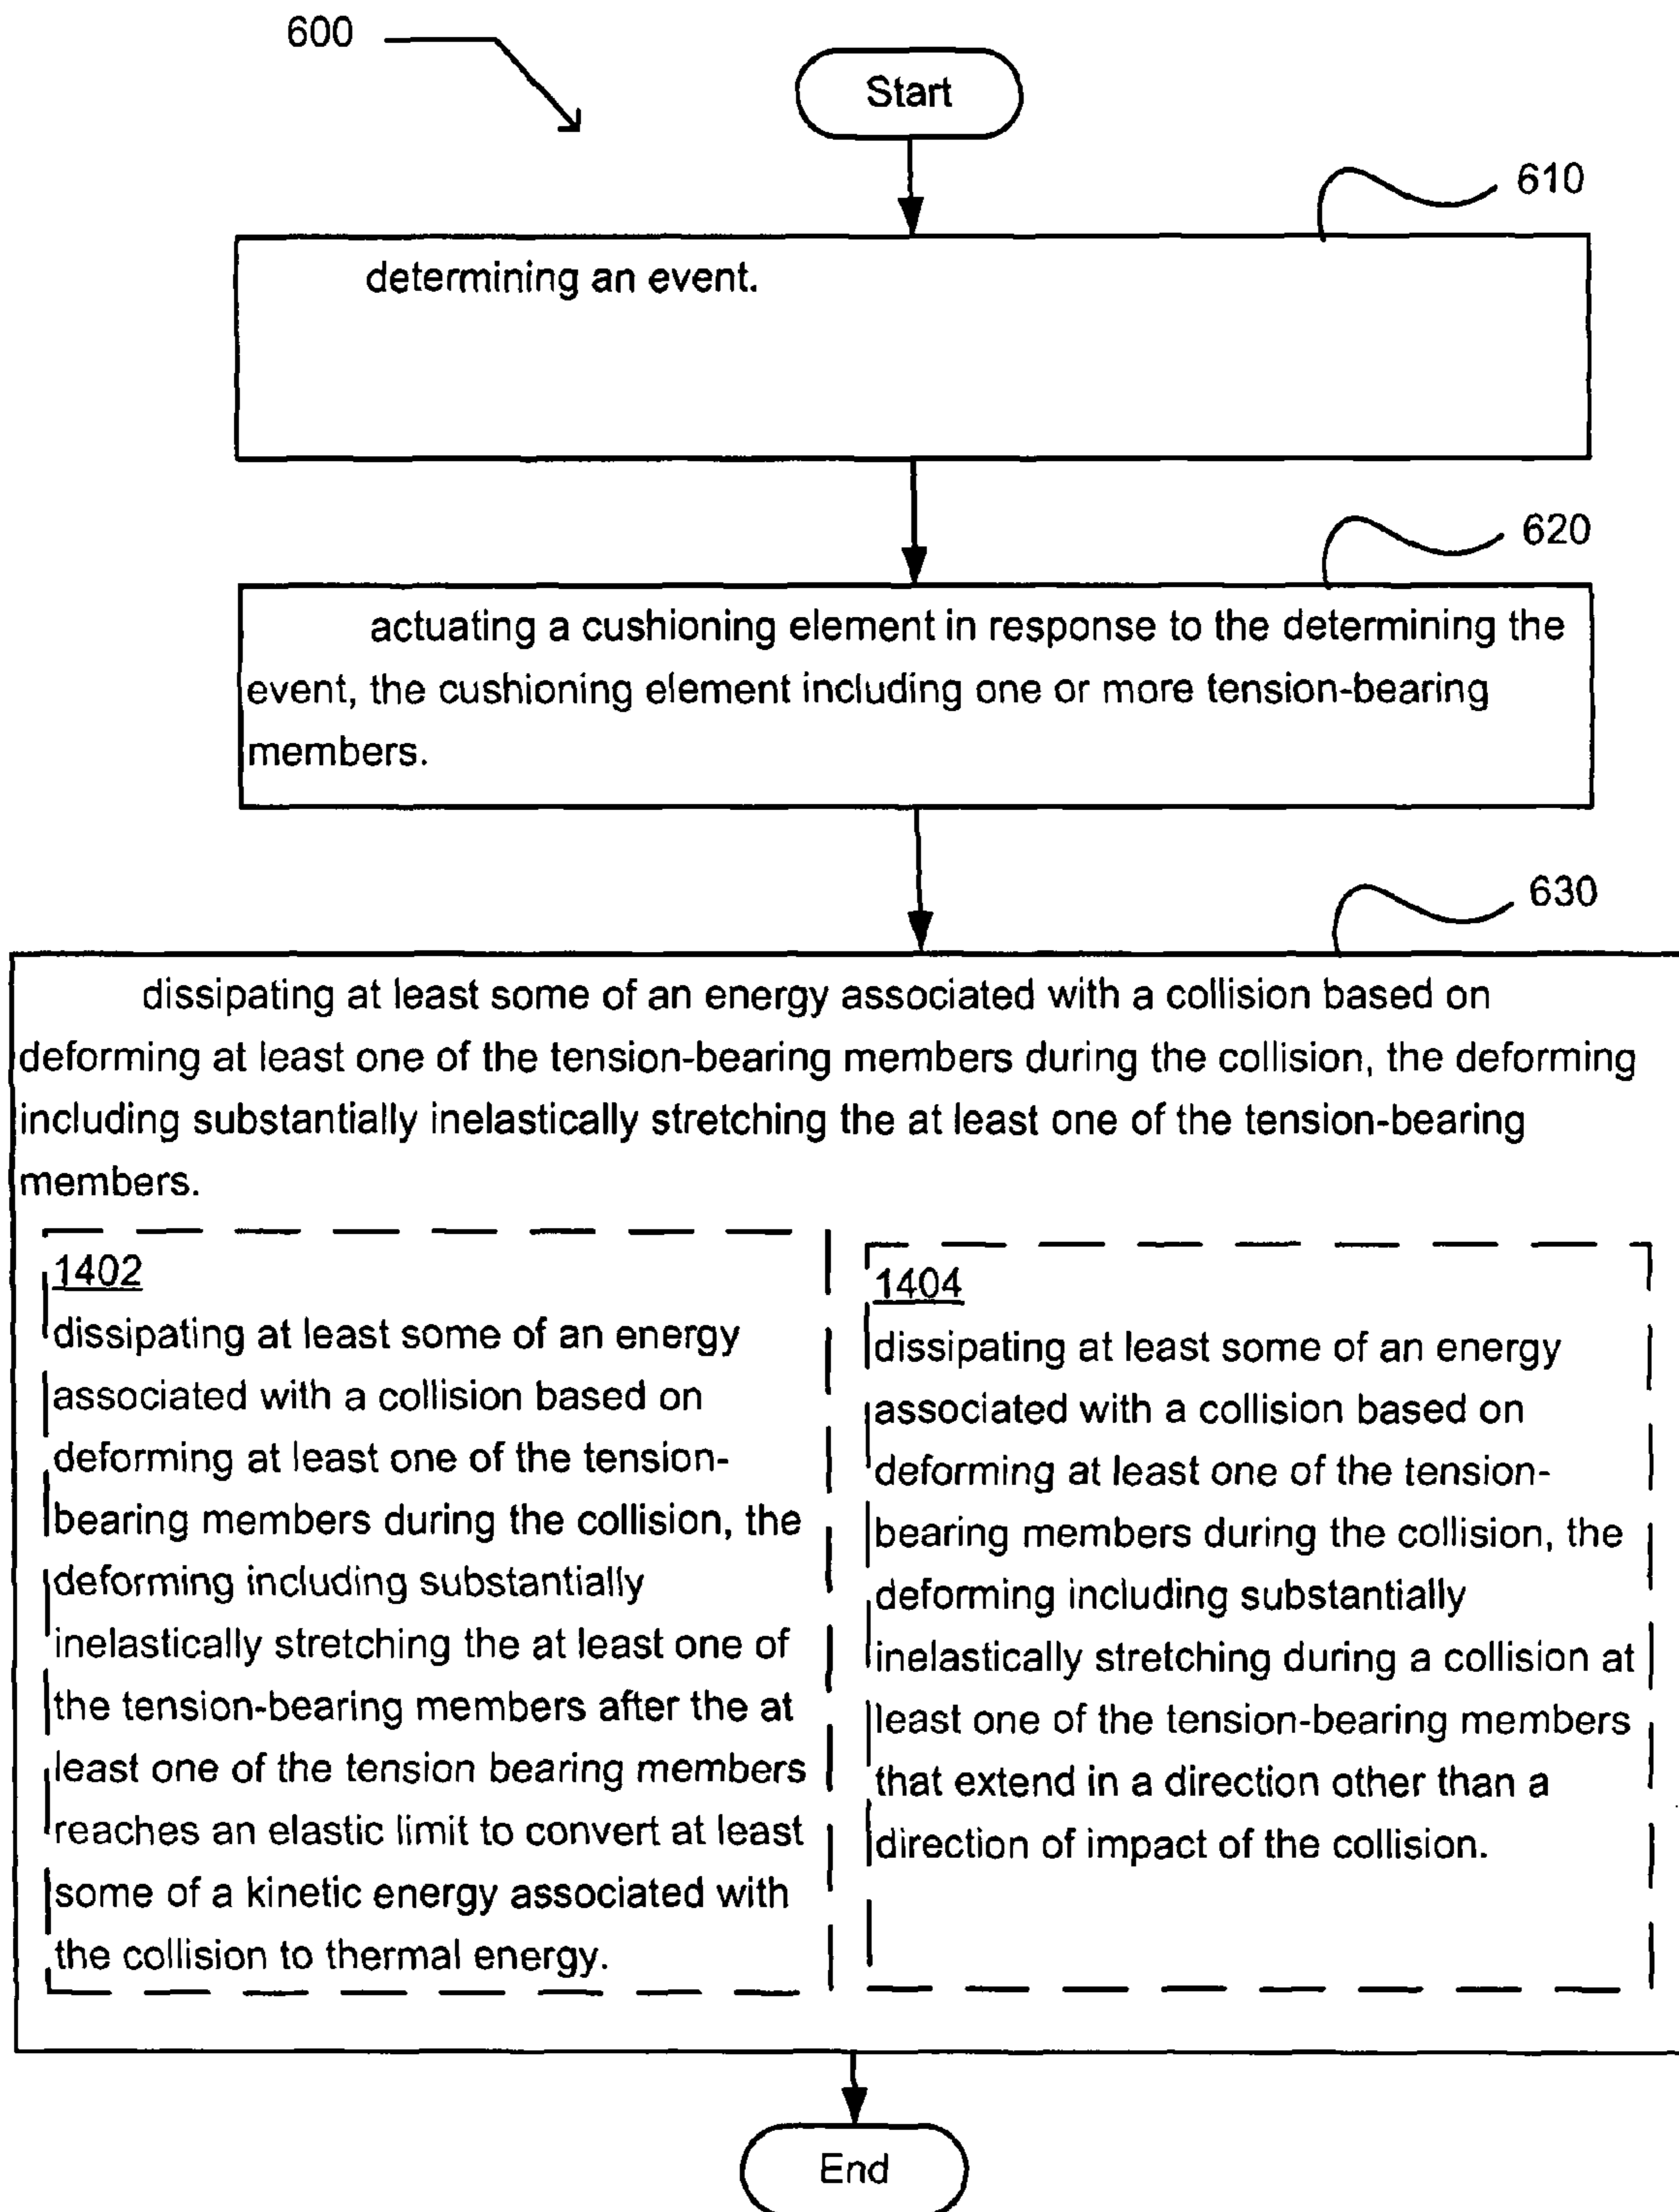 600
Start
610
determining an event.
620
actuating a cushioning element in response to the determining the
event, the cushioning element including one or more tension-bearing
members.
630
dissipating at least some of an energy associated with a collision based on
deforming at least one of the tension-bearing members during the collision, the deforming
including substantially inelastically stretching the at least one of the tension-bearing
members.
1402
dissipating at least some of an energy
associated with a collision based on
deforming at least one of the tension-
bearing members during the collision, the
deforming including substantially
inelastically stretching the at least one of
the tension-bearing members after the at
least one of the tension bearing members
reaches an elastic limit to convert at least
some of a kinetic energy associated with
the collision to thermal energy.
1404
dissipating at least some of an energy
associated with a collision based on
deforming at least one of the tension-
bearing members during the collision, the
deforming including substantially
inelastically stretching during a collision at
least one of the tension-bearing members
that extend in a direction other than a
direction of impact of the collision.
End